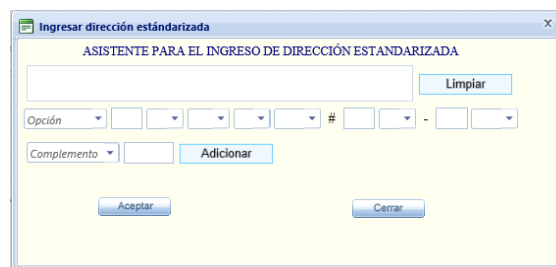 Ingresar dirección estándarizada x
ASISTENTE PARA EL INGRESO DE DIRECCIÓN ESTANDARIZADA
Limpiar
Opción # -
Complemento Adicionar
Aceptar Cerrar